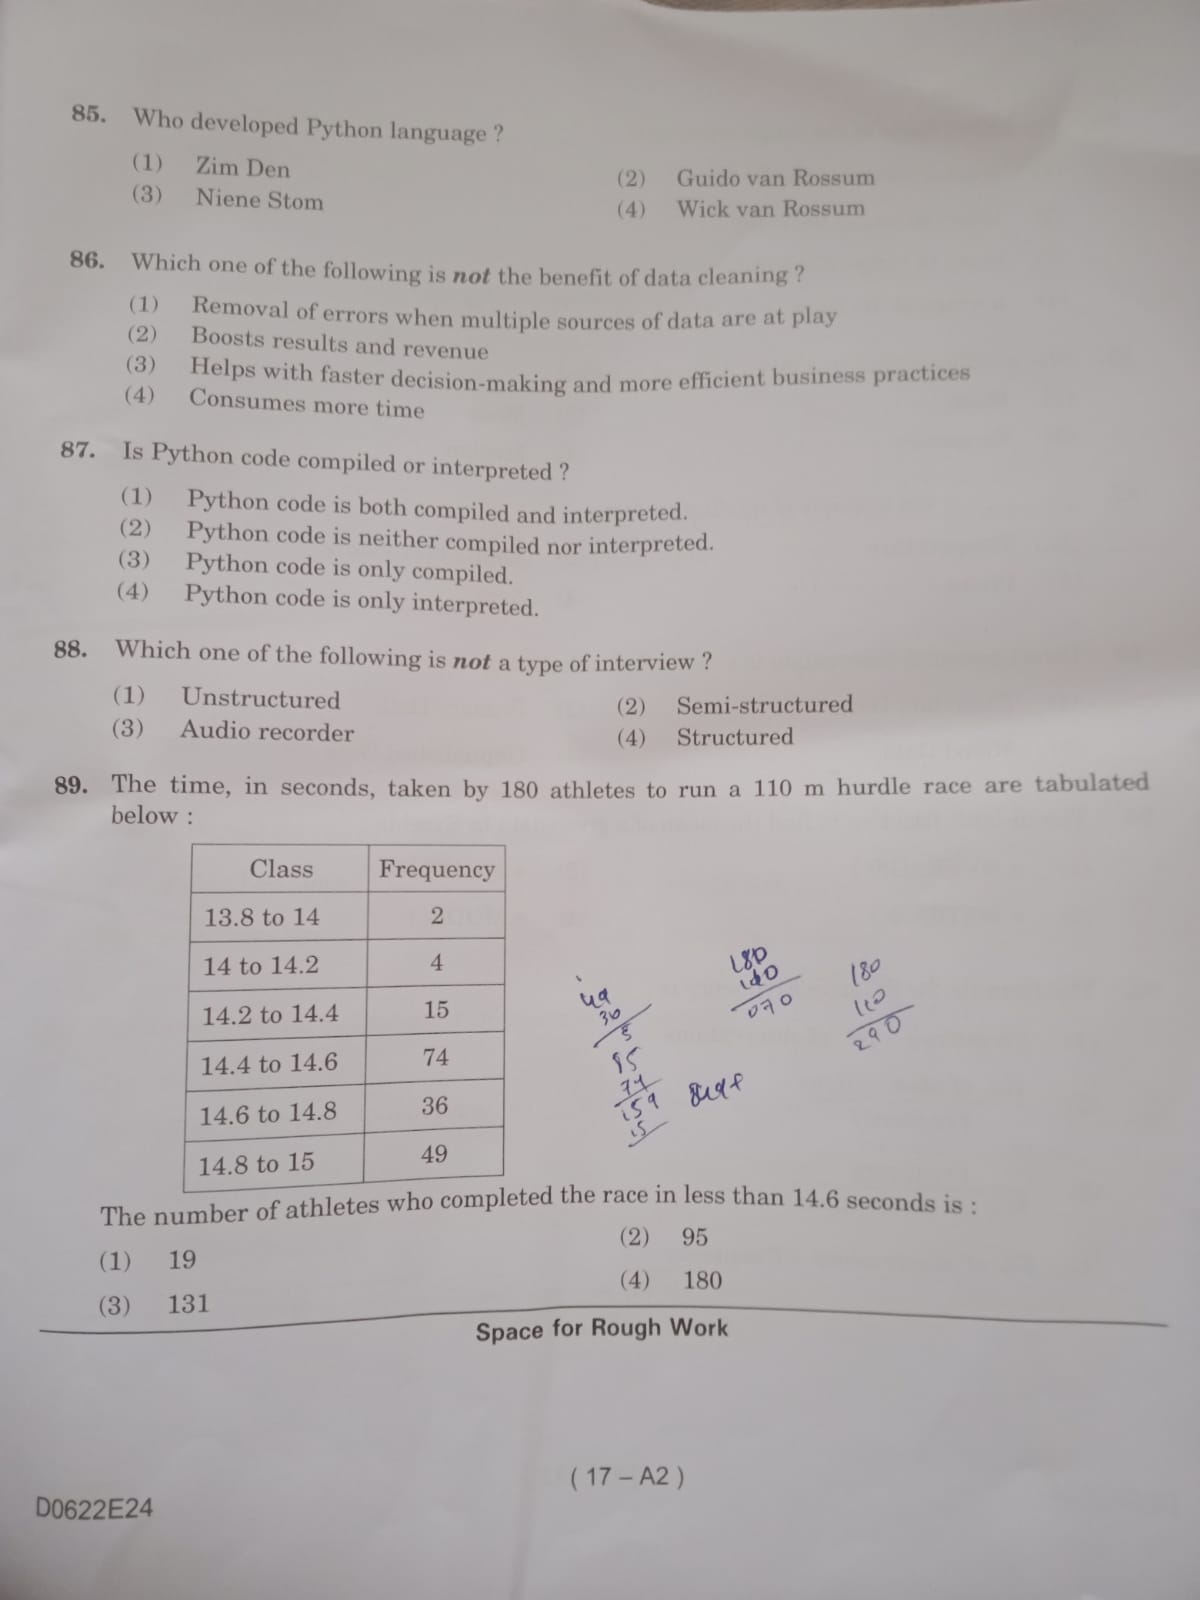 85. Who developed Python language ?
(1) Zim Den (2) Guido van Rossum
(3) Niene Stom (4) Wick van Rossum
86. Which one of the following is not the benefit of data cleaning ?
(1) Removal of errors when multiple sources of data are at play
(2) Boosts results and revenue
(3) Helps with faster decision-making and more efficient business practices
(4) Consumes more time
87. Is Python code compiled or interpreted ?
(1) Python code is both compiled and interpreted.
(2) Python code is neither compiled nor interpreted.
(3) Python code is only compiled.
(4) Python code is only interpreted.
88. Which one of the following is not a type of interview ?
(1) Unstructured (2) Semi-structured
(3) Audio recorder (4) Structured
89. The time, in seconds, taken by 180 athletes to run a 110 m hurdle race are tabulated
below :
Class Frequency
13.8 to 14 2
14 to 14.2 4
14.2 to 14.4 15
14.4 to 14.6 74
14.6 to 14.8 36
14.8 to 15 49
180
110
070
180
110
290
49
36
85
74
159
15
The number of athletes who completed the race in less than 14.6 seconds is :
(1) 19 (2) 95
(3) 131 (4) 180
Space for Rough Work
( 17 – A2 )
D0622E24